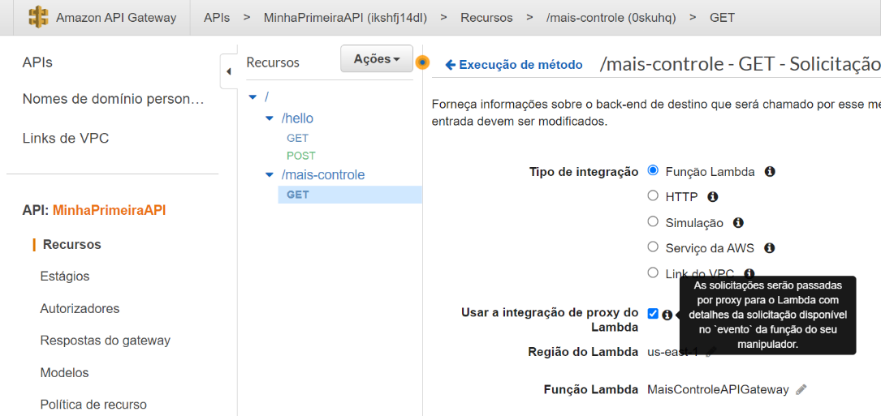 Amazon API Gateway
APIs > MinhaPrimeiraAPI (ikshfj14dl) > Recursos > /mais-controle (0skuhq) > GET
APIs
Nomes de domínio person...
Links de VPC
API: MinhaPrimeiraAPI
Recursos
Estágios
Autorizadores
Respostas do gateway
Modelos
Política de recurso
Recursos
Ações
/
/hello
GET
POST
/mais-controle
GET
Execução de método /mais-controle - GET - Solicitação
Forneça informações sobre o back-end de destino que será chamado por esse mé
entrada devem ser modificados.
Tipo de integração Função Lambda
HTTP
Simulação
Serviço da AWS
Link do VPC
As solicitações serão passadas
por proxy para o Lambda com
detalhes da solicitação disponível
no `evento` da função do seu
manipulador.
Usar a integração de proxy do
Lambda
Região do Lambda us-east-1
Função Lambda MaisControleAPIGateway